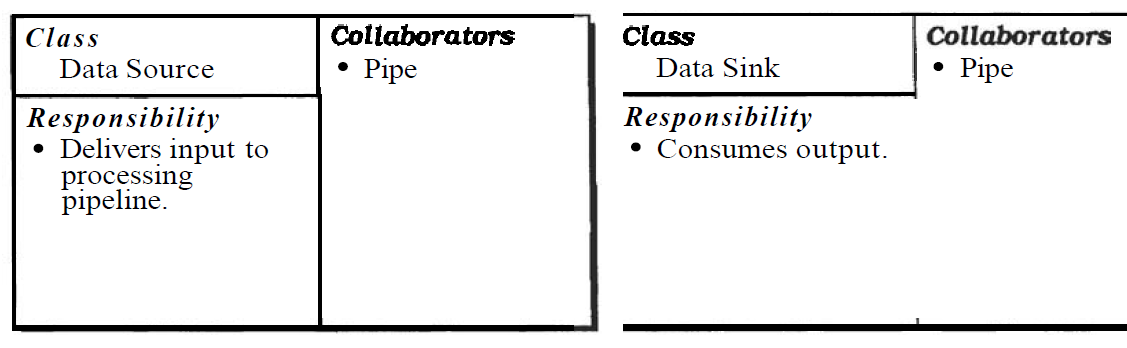 Class
Data Source
Collaborators
• Pipe
Responsibility
• Delivers input to
processing
pipeline.
Class
Data Sink
Collaborators
• Pipe
Responsibility
• Consumes output.